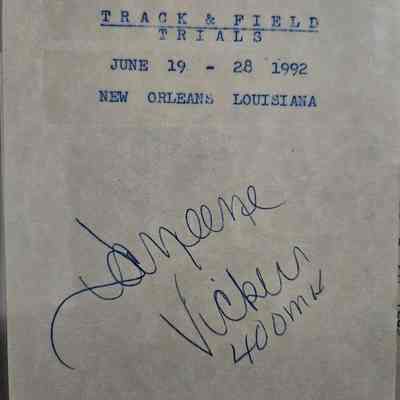 TRACK & FIELD
TRIALS
JUNE 19 - 28 1992
NEW ORLEANS LOUISIANA
Janeene
Vickers
400mH